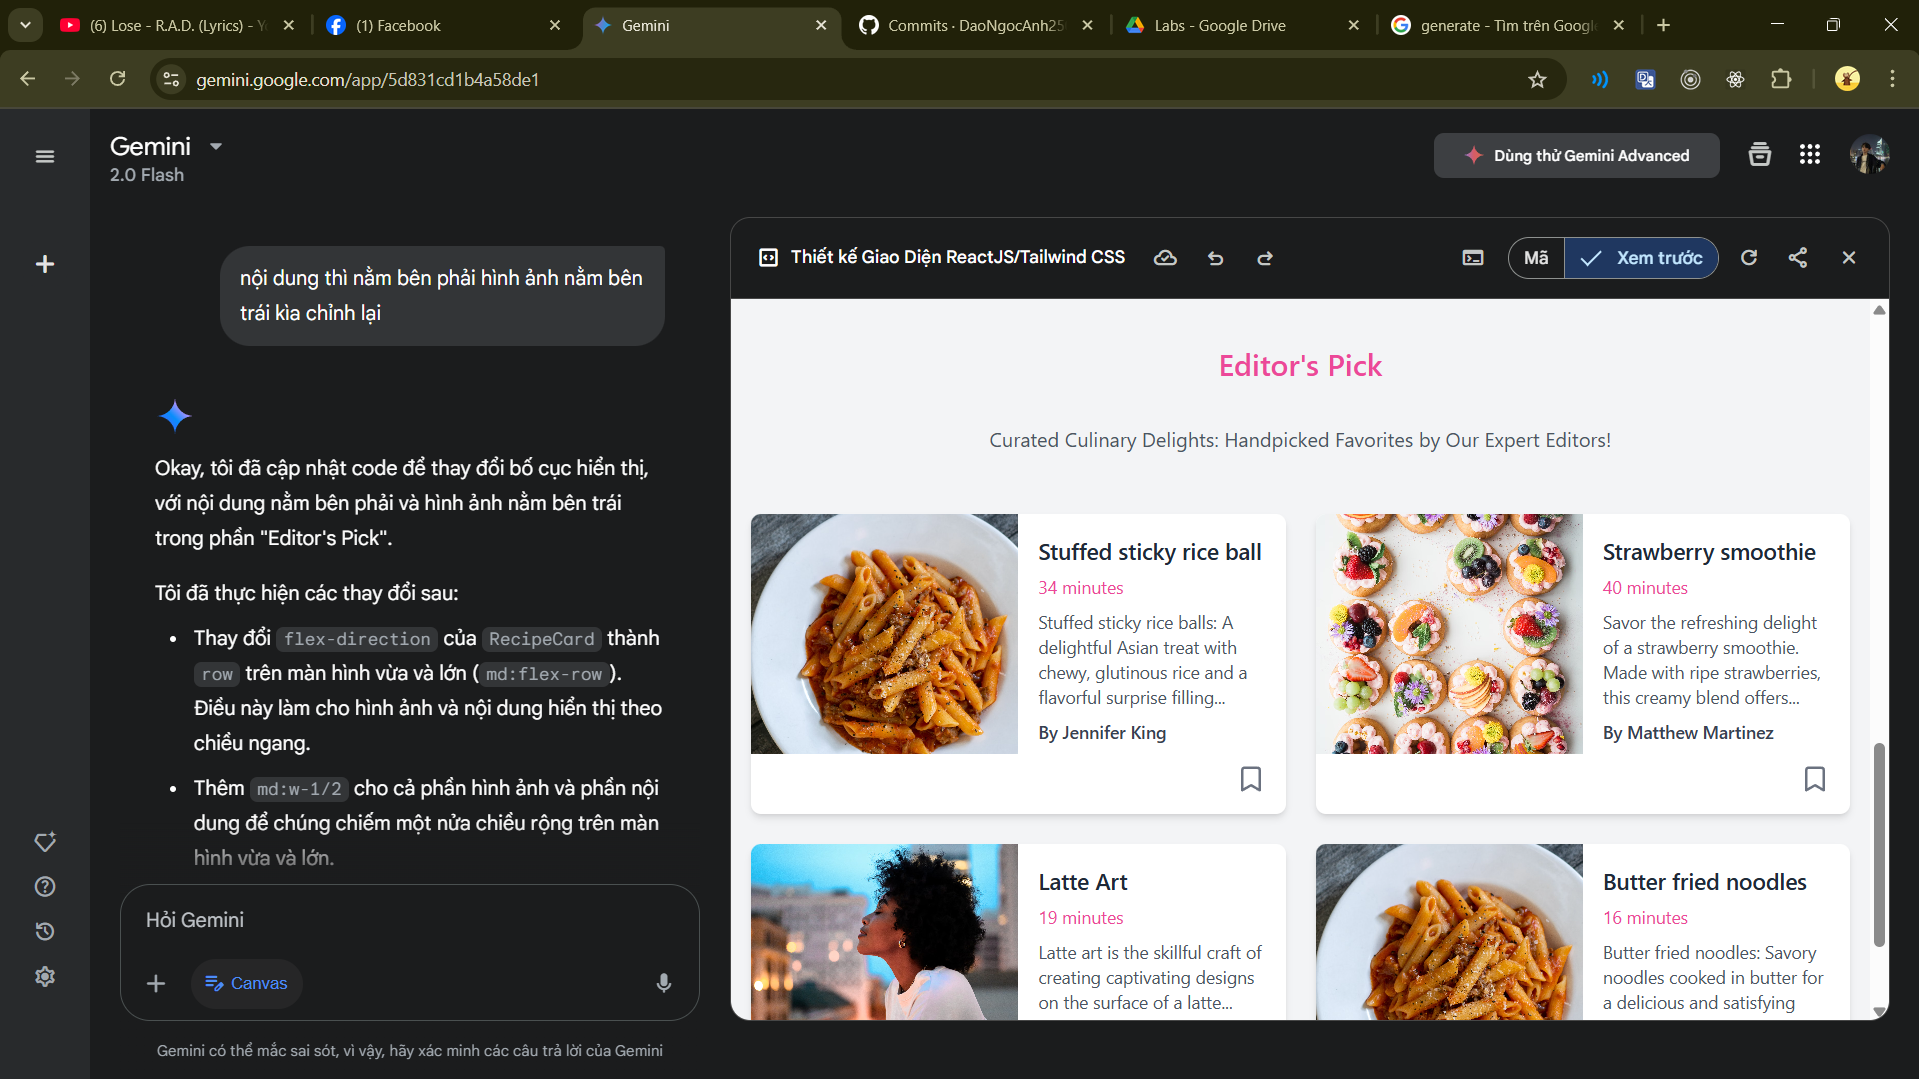 (6) Lose - R.A.D. (Lyrics) - Y
(1) Facebook
Gemini
Commits · DaoNgocAnh25
Labs - Google Drive
generate - Tìm trên Google
gemini.google.com/app/5d831cd1b4a58de1
Gemini
2.0 Flash
Dùng thử Gemini Advanced
nội dung thì nằm bên phải hình ảnh nằm bên
trái kìa chỉnh lại
Okay, tôi đã cập nhật code để thay đổi bố cục hiển thị,
với nội dung nằm bên phải và hình ảnh nằm bên trái
trong phần "Editor's Pick".
Tôi đã thực hiện các thay đổi sau:
• Thay đổi flex-direction của RecipeCard thành
row trên màn hình vừa và lớn (md:flex-row).
Điều này làm cho hình ảnh và nội dung hiển thị theo
chiều ngang.
• Thêm md:w-1/2 cho cả phần hình ảnh và phần nội
dung để chúng chiếm một nửa chiều rộng trên màn
hình vừa và lớn.
Hỏi Gemini
Canvas
Gemini có thể mắc sai sót, vì vậy, hãy xác minh các câu trả lời của Gemini
Thiết kế Giao Diện ReactJS/Tailwind CSS
Mã
Xem trước
Editor's Pick
Curated Culinary Delights: Handpicked Favorites by Our Expert Editors!
Stuffed sticky rice ball
34 minutes
Stuffed sticky rice balls: A
delightful Asian treat with
chewy, glutinous rice and a
flavorful surprise filling...
By Jennifer King
Strawberry smoothie
40 minutes
Savor the refreshing delight
of a strawberry smoothie.
Made with ripe strawberries,
this creamy blend offers...
By Matthew Martinez
Latte Art
19 minutes
Latte art is the skillful craft of
creating captivating designs
on the surface of a latte...
Butter fried noodles
16 minutes
Butter fried noodles: Savory
noodles cooked in butter for
a delicious and satisfying